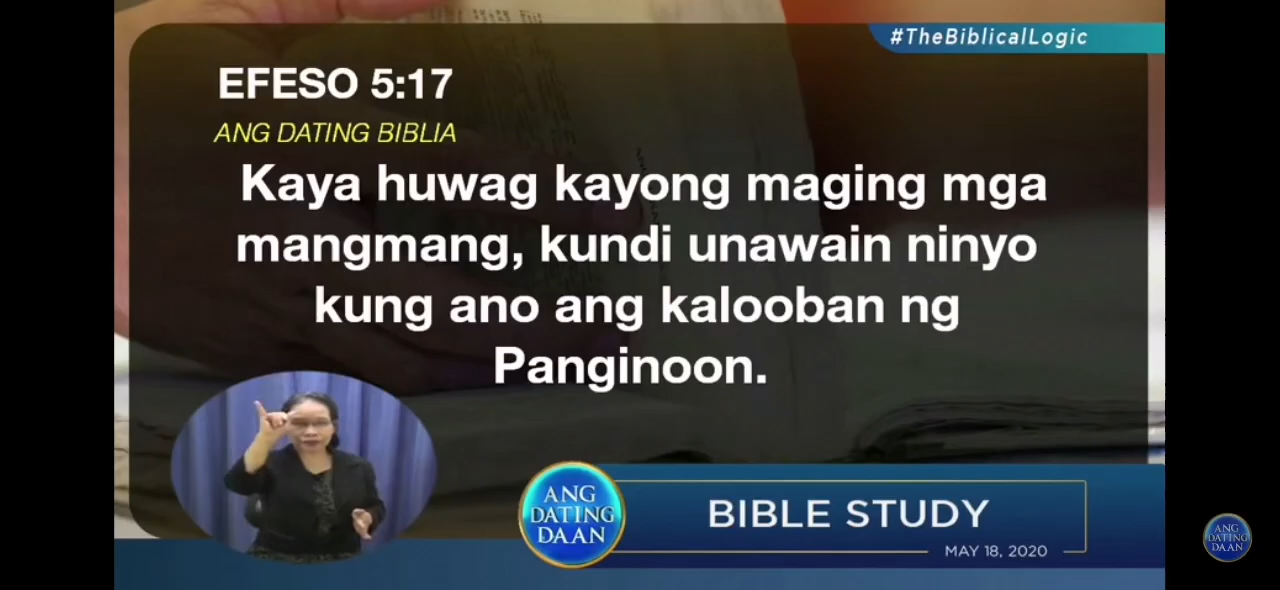 #TheBiblicalLogic
EFESO 5:17
ANG DATING BIBLIA
Kaya huwag kayong maging mga
mangmang, kundi unawain ninyo
kung ano ang kalooban ng
Panginoon.
ANG
DATING
DAAN
BIBLE STUDY
MAY 18, 2020
ANG
DATING
DAAN